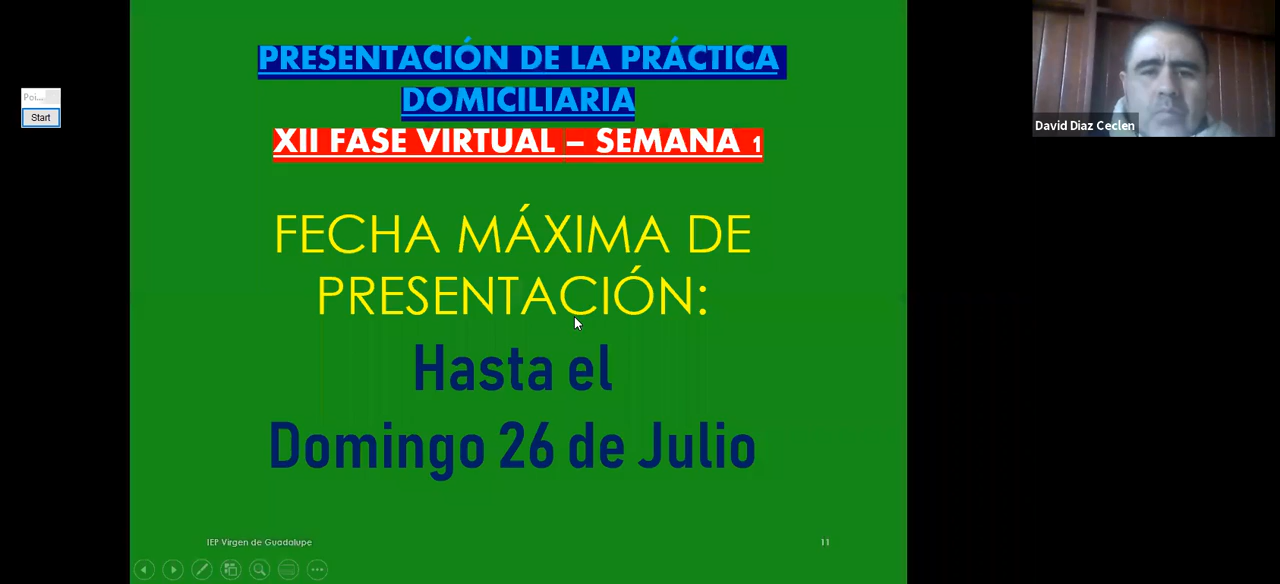 PRESENTACIÓN DE LA PRÁCTICA
DOMICILIARIA
XII FASE VIRTUAL – SEMANA 1
FECHA MÁXIMA DE
PRESENTACIÓN:
Hasta el
Domingo 26 de Julio
IEP Virgen de Guadalupe
11
Poi...
Start
David Diaz Ceclen